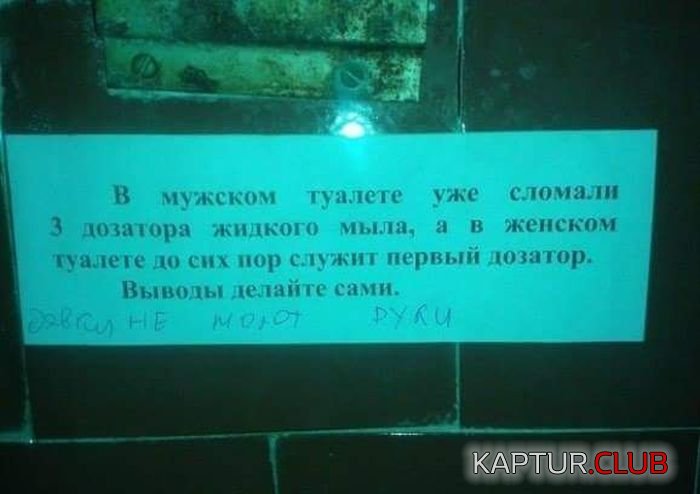 В мужском туалете уже сломали
3 дозатора жидкого мыла, а в женском
туалете до сих пор служит первый дозатор.
Выводы делайте сами.
ДЕВКИ НЕ МОЮТ РУКИ
KAPTUR.CLUB